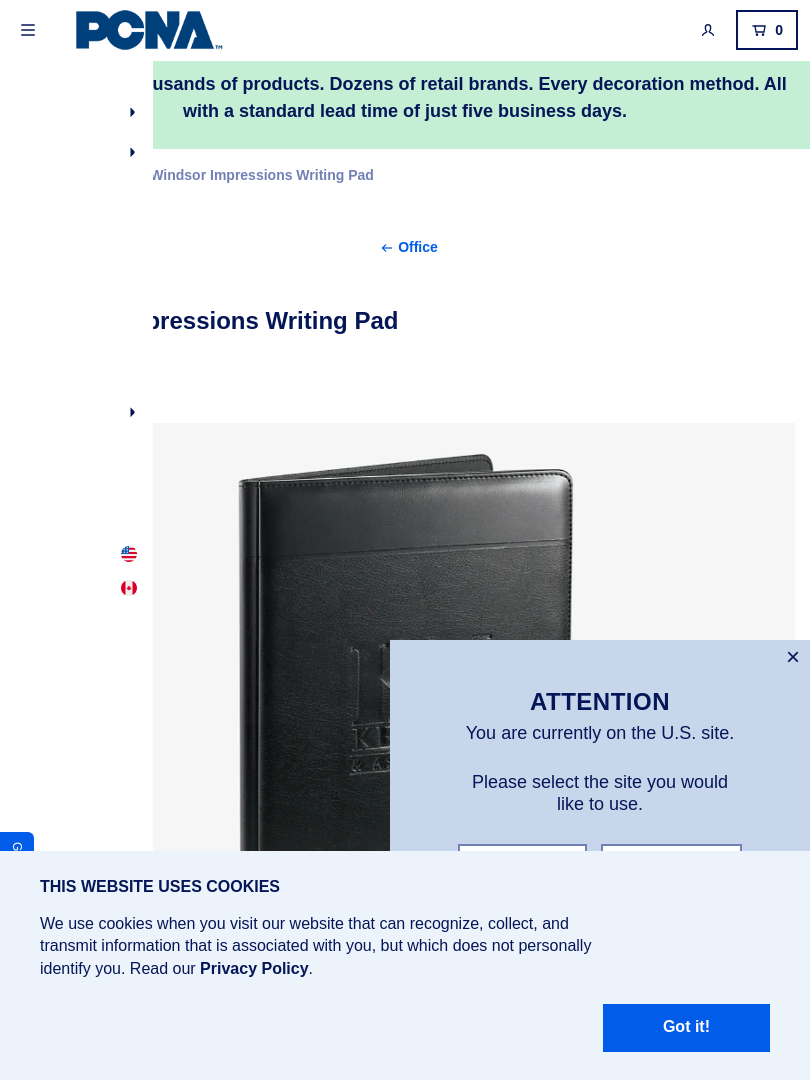 PCNA™
0
usands of products. Dozens of retail brands. Every decoration method. All
with a standard lead time of just five business days.
Windsor Impressions Writing Pad
← Office
pressions Writing Pad
ATTENTION
You are currently on the U.S. site.
Please select the site you would
like to use.
G
THIS WEBSITE USES COOKIES
We use cookies when you visit our website that can recognize, collect, and
transmit information that is associated with you, but which does not personally
identify you. Read our Privacy Policy.
Got it!